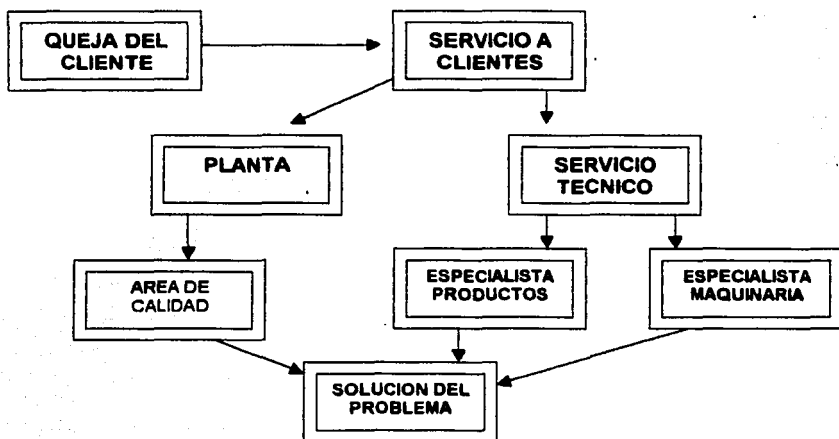 QUEJA DEL
CLIENTE
SERVICIO A
CLIENTES
PLANTA
SERVICIO
TECNICO
AREA DE
CALIDAD
ESPECIALISTA
PRODUCTOS
ESPECIALISTA
MAQUINARIA
SOLUCION DEL
PROBLEMA